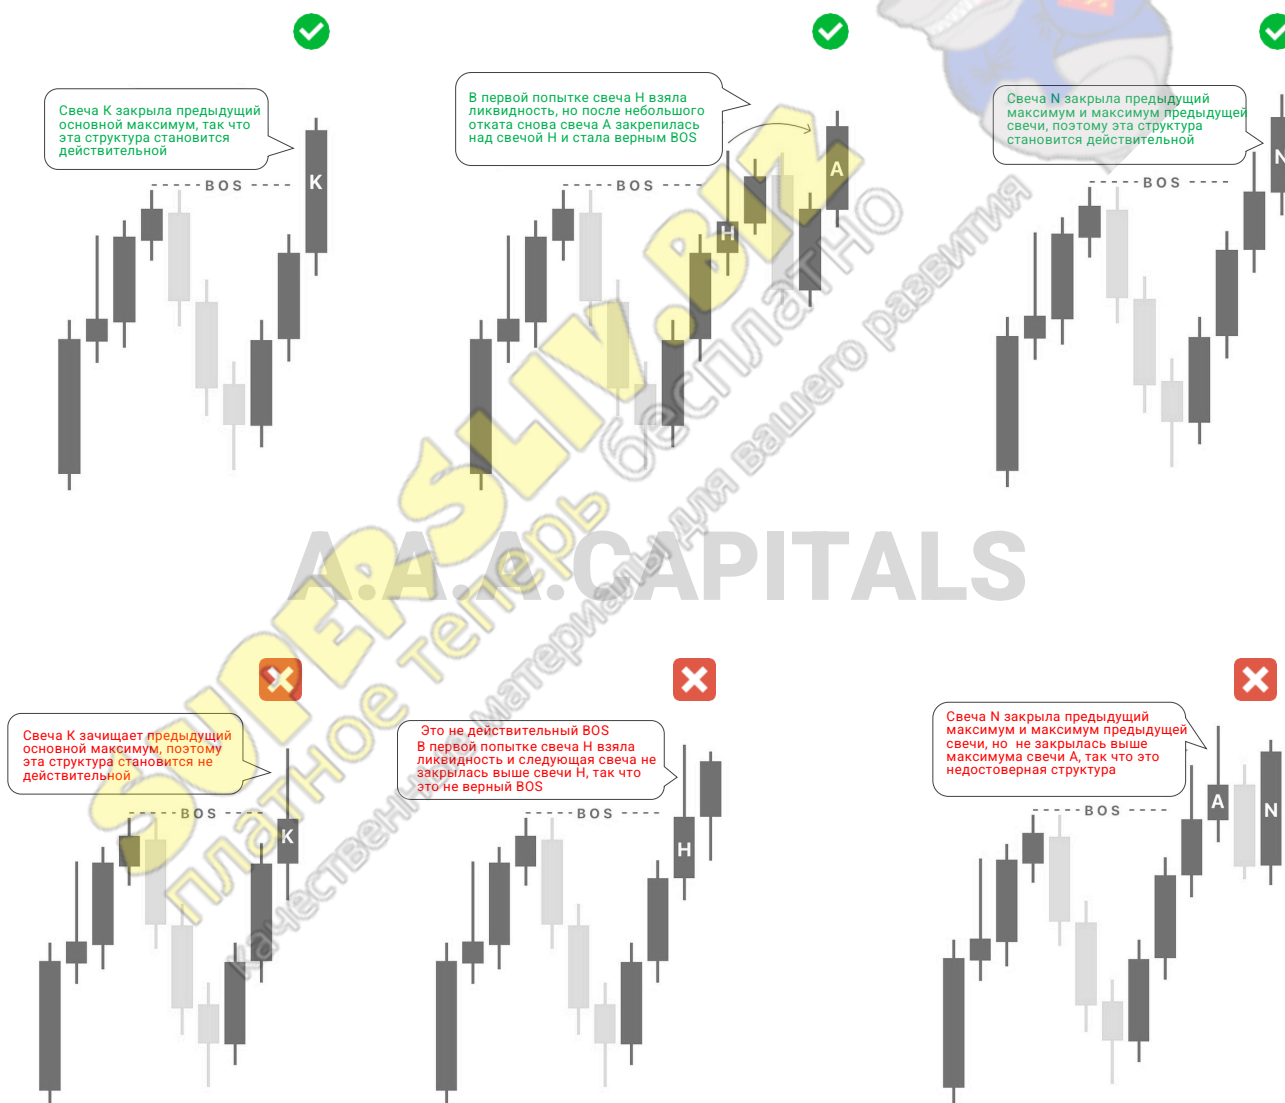 Свеча К закрыла предыдущий
основной максимум, так что
эта структура становится
действительной
BOS
K
В первой попытке свеча H взяла
ликвидность, но после небольшого
отката снова свеча А закрепилась
над свечой H и стала верным BOS
BOS
H
A
Свеча N закрыла предыдущий
максимум и максимум предыдущей
свечи, поэтому эта структура
становится действительной
BOS
N
A.A.A.CAPITALS
SUPERSLIV.BIZ
платное теперь бесплатно
качественные материалы для вашего развития
Свеча К зачищает предыдущий
основной максимум, поэтому
эта структура становится не
действительной
BOS
K
Это не действительный BOS
В первой попытке свеча H взяла
ликвидность и следующая свеча не
закрылась выше свечи H, так что
это не верный BOS
BOS
H
Свеча N закрыла предыдущий
максимум и максимум предыдущей
свечи, но не закрылась выше
максимума свечи А, так что это
недостоверная структура
BOS
A
N